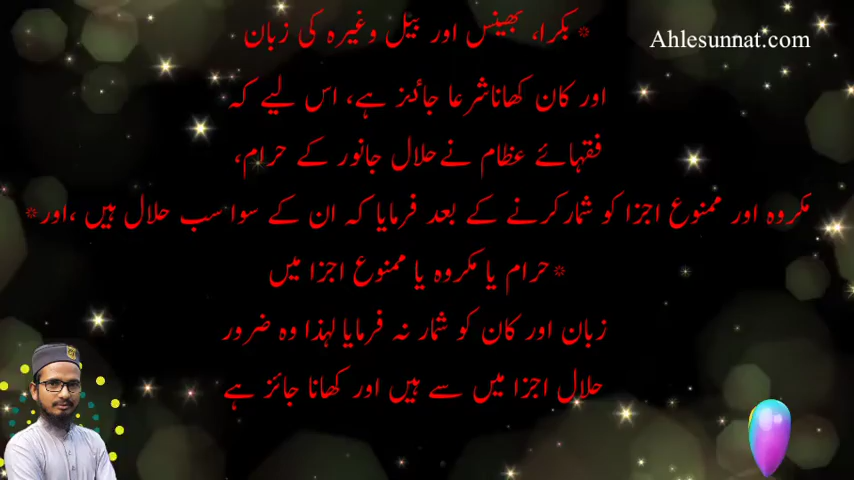 Ahlesunnat.com
* بکرا، بھینس اور بیل وغیرہ کی زبان
اور کان کھاناشرعا جائز ہے، اس لیے کہ
فقہائے عظام نے حلال جانور کے حرام،
مکروہ اور ممنوع اجزا کو شمار کرنے کے بعد فرمایا کہ ان کے سوا سب حلال ہیں ،اور*
*حرام یا مکروہ یا ممنوع اجزا میں
زبان اور کان کو شمار نہ فرمایا لہذا وہ ضرور
حلال اجزا میں سے ہیں اور کھانا جائز ہے